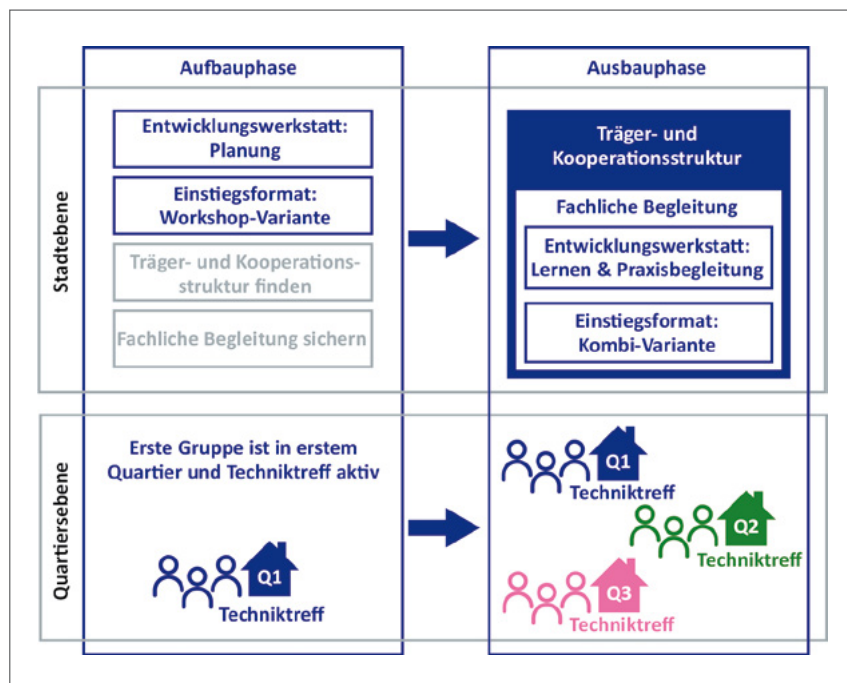 Aufbauphase
Ausbauphase
Stadtebene
Entwicklungswerkstatt:
Planung
Einstiegsformat:
Workshop-Variante
Träger- und Kooperations-
struktur finden
Fachliche Begleitung sichern
Träger- und
Kooperationsstruktur
Fachliche Begleitung
Entwicklungswerkstatt:
Lernen & Praxisbegleitung
Einstiegsformat:
Kombi-Variante
Quartiersebene
Erste Gruppe ist in erstem
Quartier und Techniktreff aktiv
Q1
Techniktreff
Q1
Techniktreff
Q2
Techniktreff
Q3
Techniktreff